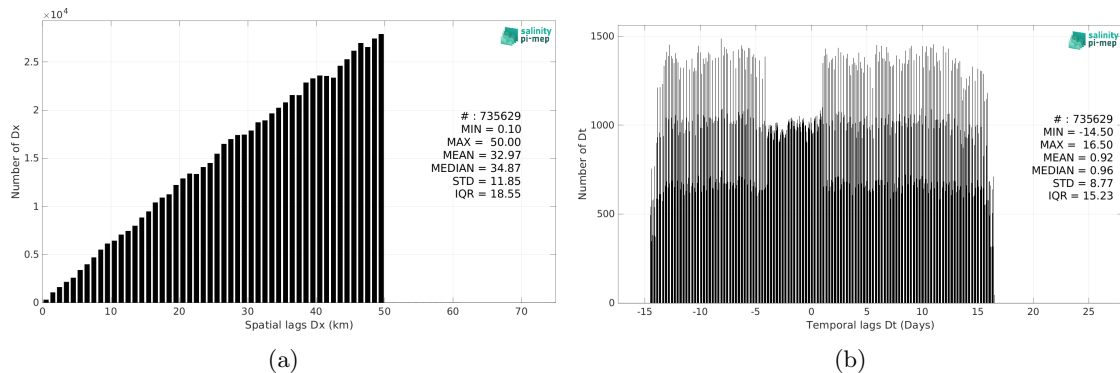 ×10⁴
2.5
2
1.5
1
0.5
0
0 10 20 30 40 50 60 70
Number of Dx
Spatial lags Dx (km)
salinity
pi-mep
# : 735629
MIN = 0.10
MAX = 50.00
MEAN = 32.97
MEDIAN = 34.87
STD = 11.85
IQR = 18.55
(a)
1500
1000
500
0
-15 -10 -5 0 5 10 15 20 25
Number of Dt
Temporal lags Dt (Days)
salinity
pi-mep
# : 735629
MIN = -14.50
MAX = 16.50
MEAN = 0.92
MEDIAN = 0.96
STD = 8.77
IQR = 15.23
(b)